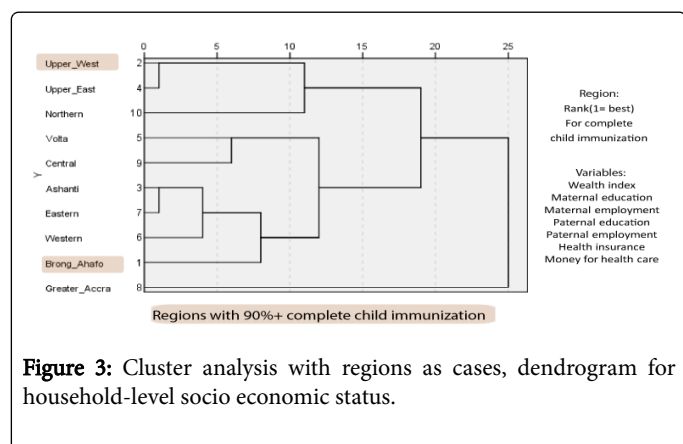 0 5 10 15 20 25
Upper_West 2
Upper_East 4
Northern 10
Volta 5
Central 9
Y
Ashanti 3
Eastern 7
Western 6
Brong_Ahafo 1
Greater_Accra 8
Region:
Rank(1= best)
For complete
child immunization
Variables:
Wealth index
Maternal education
Maternal employment
Paternal education
Paternal employment
Health insurance
Money for health care
Regions with 90%+ complete child immunization
Figure 3: Cluster analysis with regions as cases, dendrogram for
household-level socio economic status.